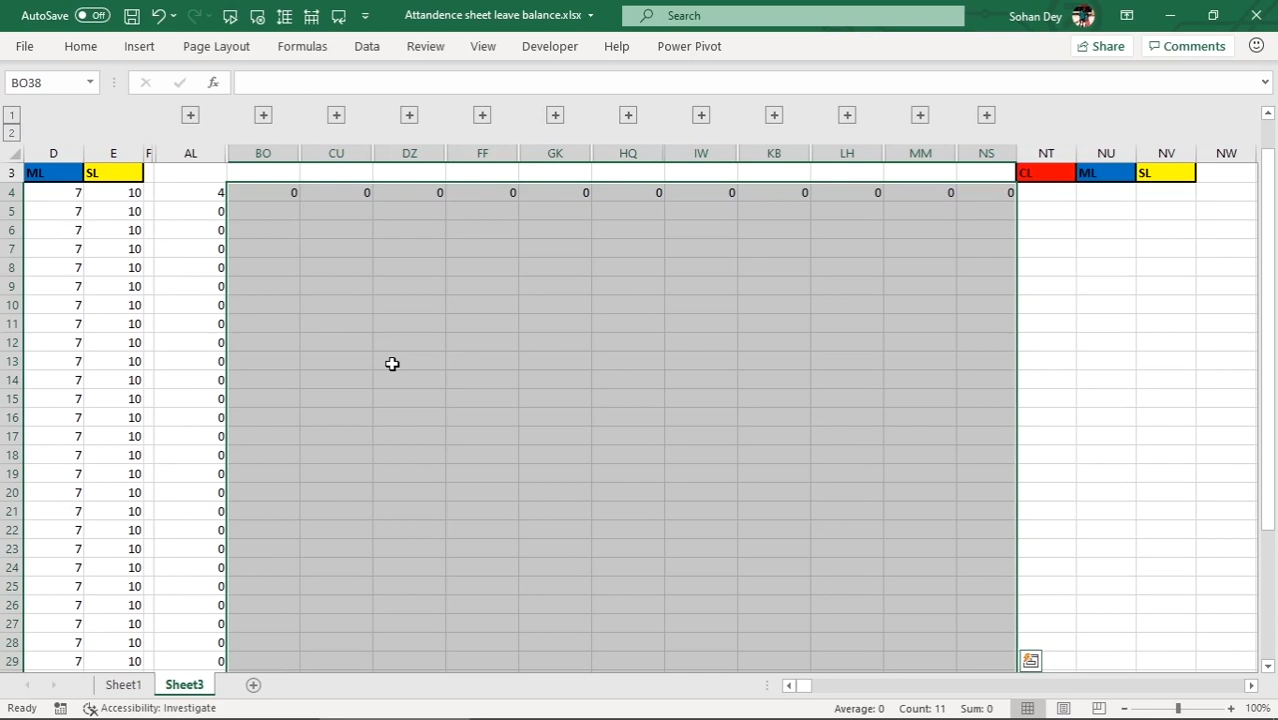 AutoSave Off Attandence sheet leave balance.xlsx Search Sohan Dey
File Home Insert Page Layout Formulas Data Review View Developer Help Power Pivot Share Comments
BO38 fx
1
2
D E F AL BO CU DZ FF GK HQ IW KB LH MM NS NT NU NV NW
3 ML SL CL ML SL
4 7 10 4 0 0 0 0 0 0 0 0 0 0 0
5 7 10 0
6 7 10 0
7 7 10 0
8 7 10 0
9 7 10 0
10 7 10 0
11 7 10 0
12 7 10 0
13 7 10 0
14 7 10 0
15 7 10 0
16 7 10 0
17 7 10 0
18 7 10 0
19 7 10 0
20 7 10 0
21 7 10 0
22 7 10 0
23 7 10 0
24 7 10 0
25 7 10 0
26 7 10 0
27 7 10 0
28 7 10 0
29 7 10 0
Sheet1 Sheet3
Ready Accessibility: Investigate Average: 0 Count: 11 Sum: 0 100%